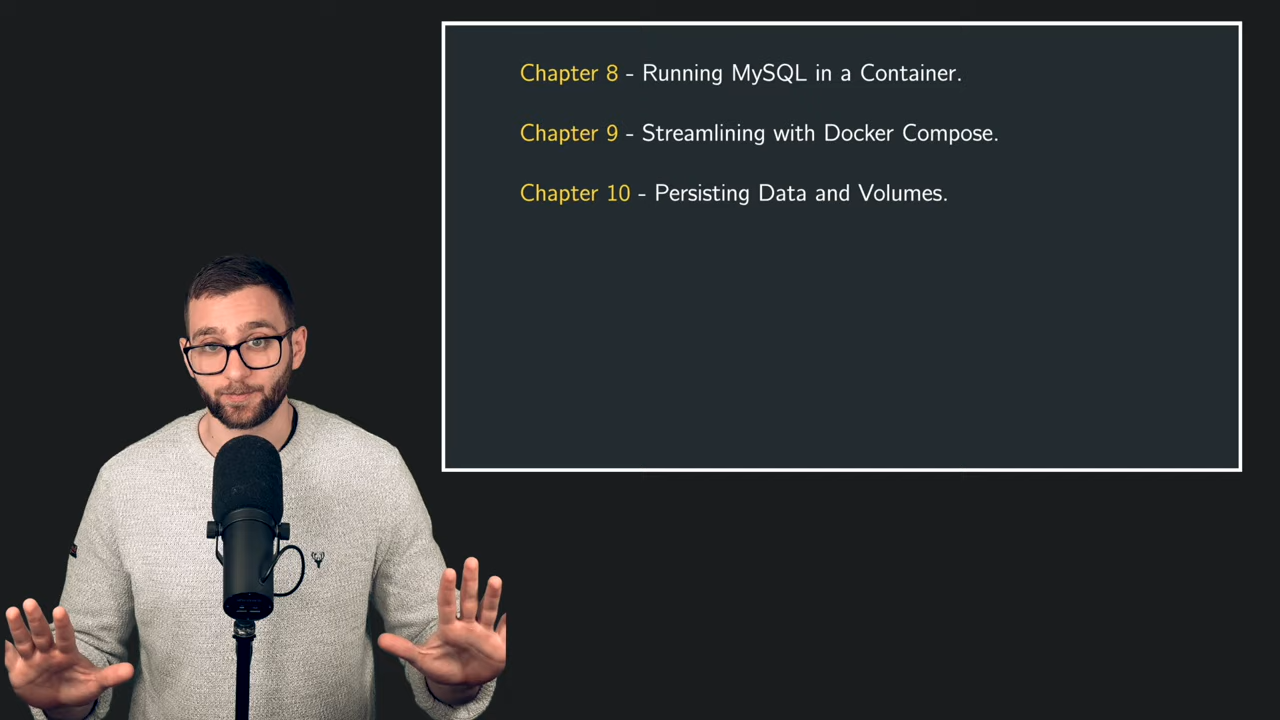 Chapter 8 - Running MySQL in a Container.
Chapter 9 - Streamlining with Docker Compose.
Chapter 10 - Persisting Data and Volumes.